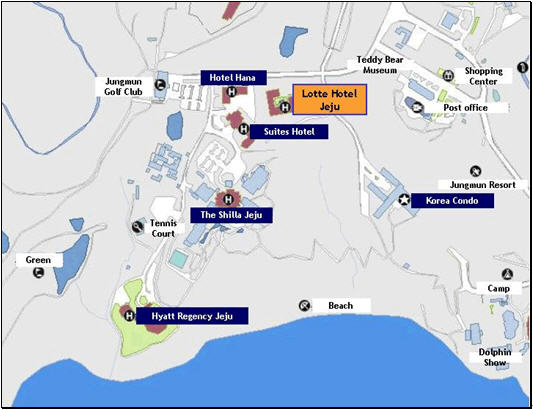 Teddy Bear
Museum
Shopping
Center
Hotel Hana
Jungmun
Golf Club
H
Lotte Hotel
Jeju
H
Post office
H
Suites Hotel
Jungmun Resort
H
Korea Condo
The Shilla Jeju
Tennis
Court
Green
Camp
Beach
H
Hyatt Regency Jeju
Dolphin
Show